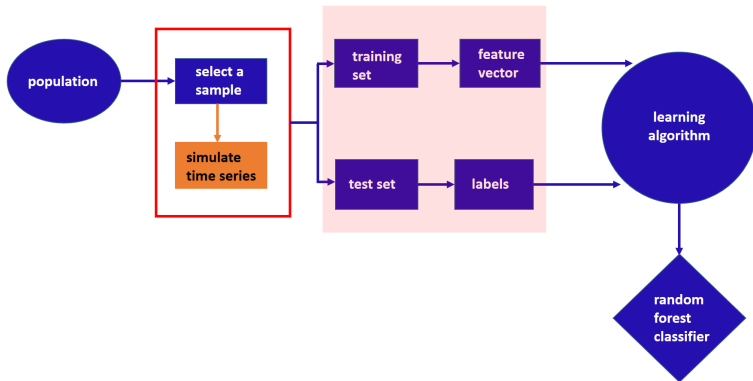 population
select a
sample
simulate
time series
training
set
feature
vector
test set
labels
learning
algorithm
random
forest
classifier